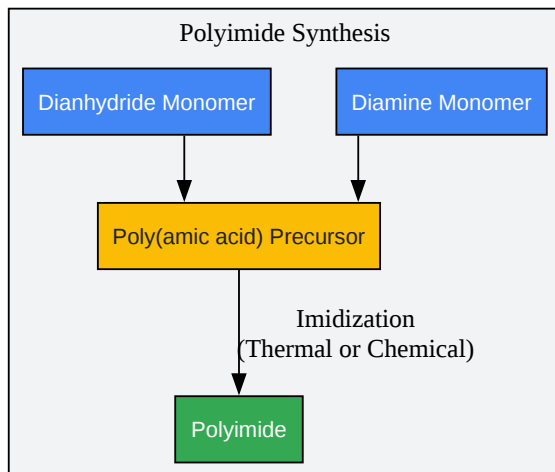 Polyimide Synthesis
Dianhydride Monomer
Diamine Monomer
Poly(amic acid) Precursor
Imidization
(Thermal or Chemical)
Polyimide